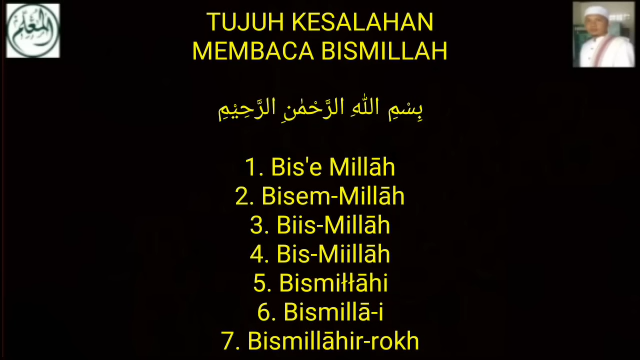 المعلم
TUJUH KESALAHAN
MEMBACA BISMILLAH
بِسْمِ اللّٰهِ الرَّحْمٰنِ الرَّحِيْمِ
1. Bis'e Millāh
2. Bisem-Millāh
3. Biis-Millāh
4. Bis-Miillāh
5. Bismiłłāhi
6. Bismillā-i
7. Bismillāhir-rokh